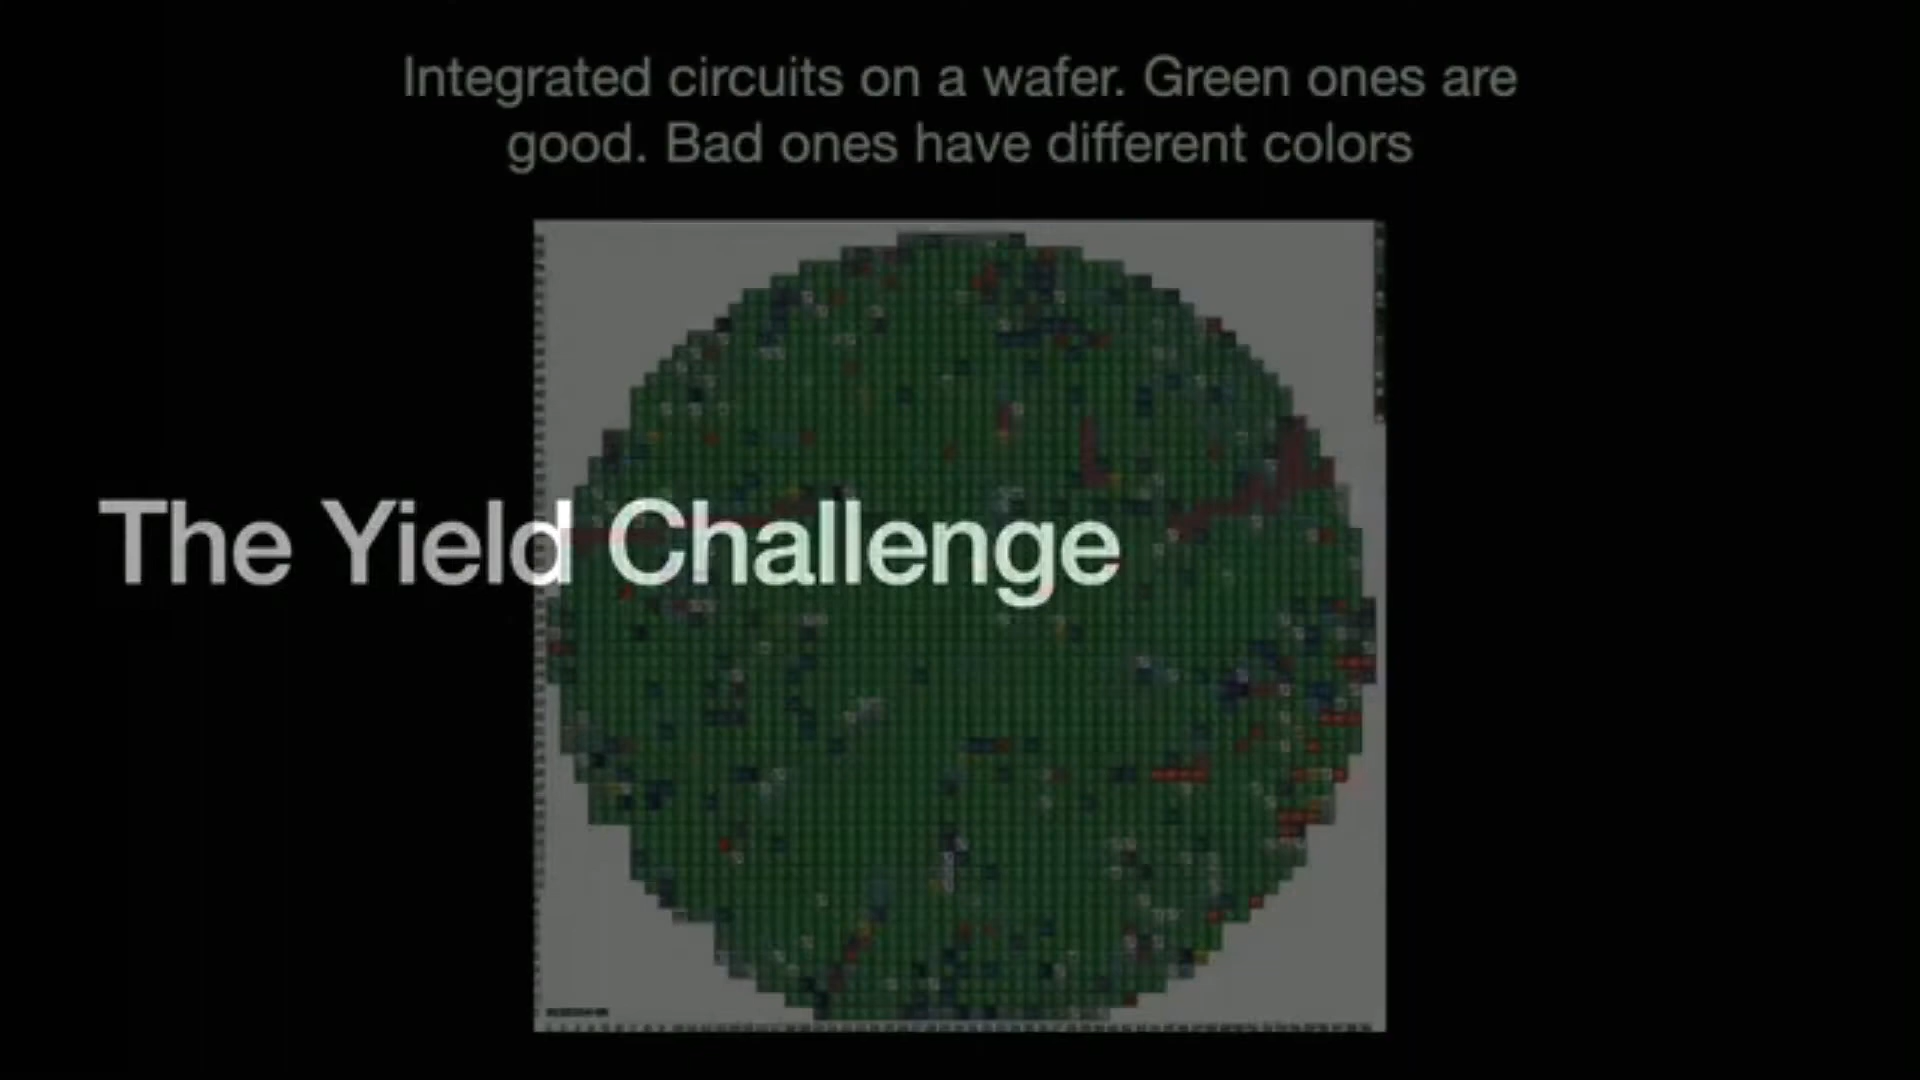 Integrated circuits on a wafer. Green ones are
good. Bad ones have different colors
The Yield Challenge